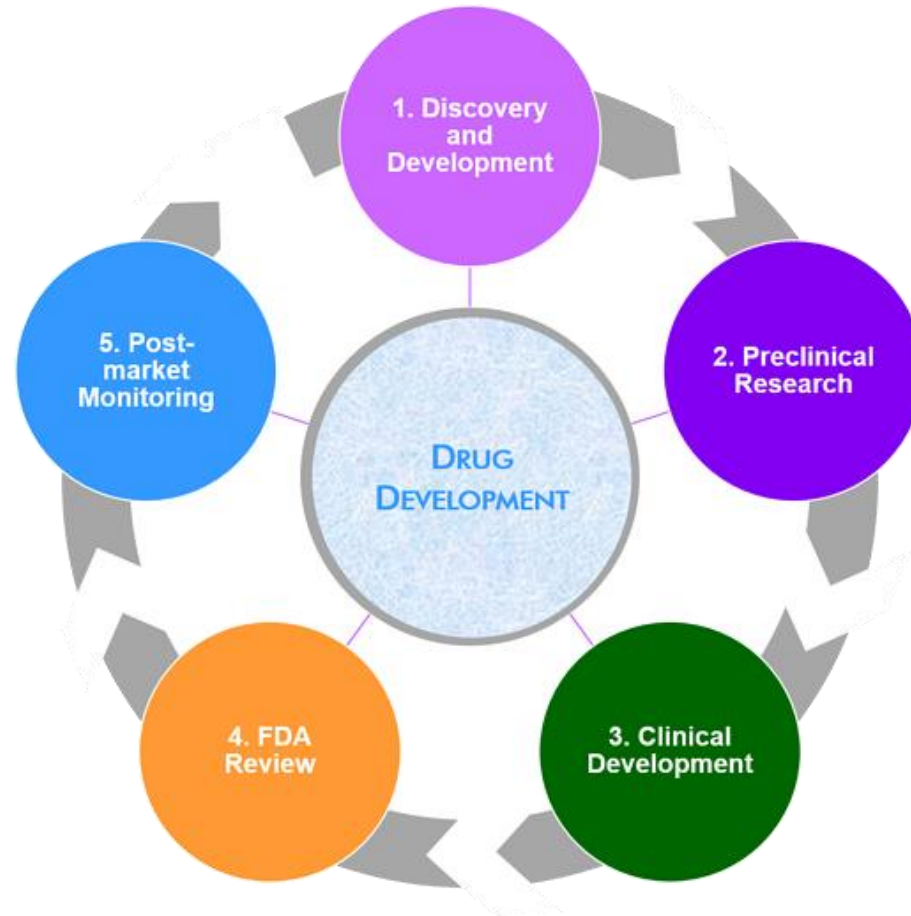 1. Discovery
and
Development
2. Preclinical
Research
3. Clinical
Development
4. FDA
Review
5. Post-
market
Monitoring
DRUG
DEVELOPMENT